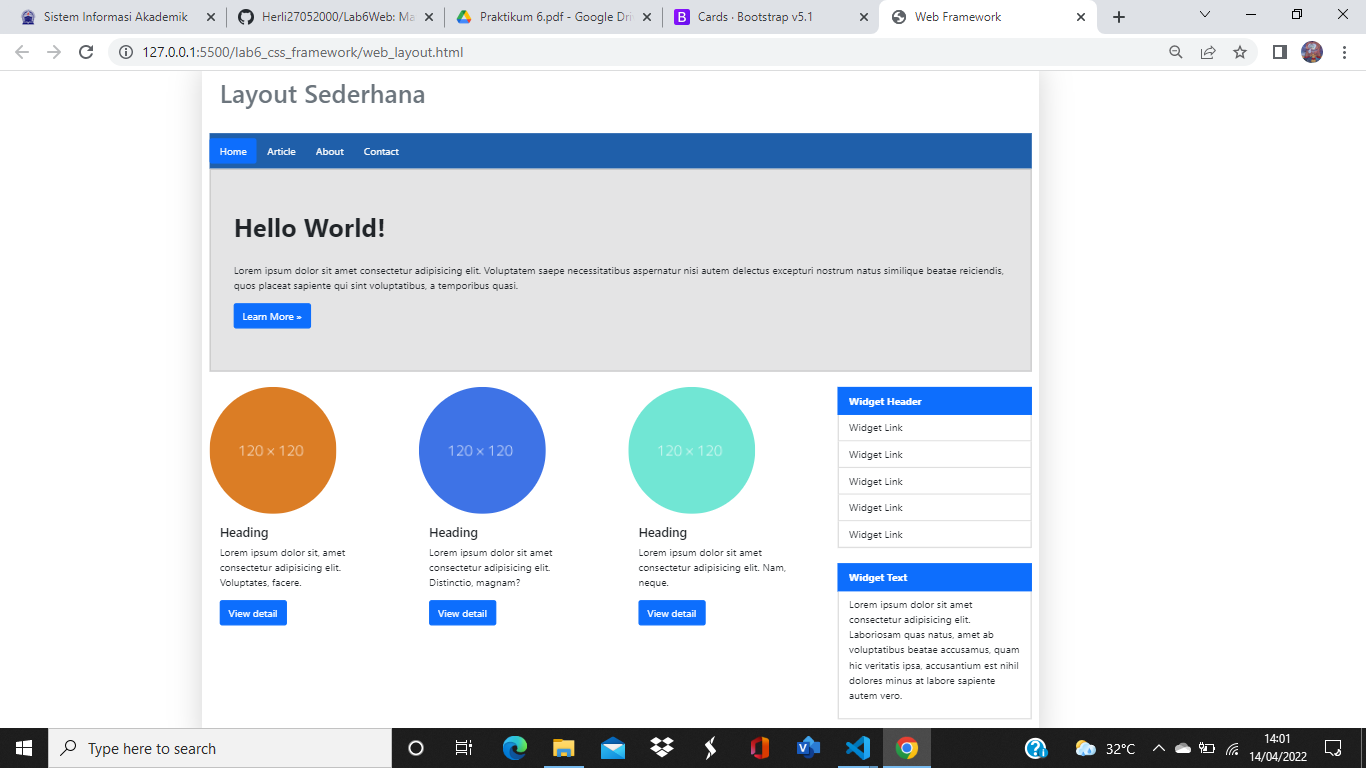 Sistem Informasi Akademik
Herli27052000/Lab6Web: Ma
Praktikum 6.pdf - Google Dri
Cards · Bootstrap v5.1
Web Framework
127.0.0.1:5500/lab6_css_framework/web_layout.html
Layout Sederhana
Home Article About Contact
Hello World!
Lorem ipsum dolor sit amet consectetur adipisicing elit. Voluptatem saepe necessitatibus aspernatur nisi autem delectus excepturi nostrum natus similique beatae reiciendis,
quos placeat sapiente qui sint voluptatibus, a temporibus quasi.
Learn More »
120 × 120
Heading
Lorem ipsum dolor sit, amet
consectetur adipisicing elit.
Voluptates, facere.
View detail
120 × 120
Heading
Lorem ipsum dolor sit amet
consectetur adipisicing elit.
Distinctio, magnam?
View detail
120 × 120
Heading
Lorem ipsum dolor sit amet
consectetur adipisicing elit. Nam,
neque.
View detail
Widget Header
Widget Link
Widget Link
Widget Link
Widget Link
Widget Link
Widget Text
Lorem ipsum dolor sit amet
consectetur adipisicing elit.
Laboriosam quas natus, amet ab
voluptatibus beatae accusamus, quam
hic veritatis ipsa, accusantium est nihil
dolores minus at labore sapiente
autem vero.
Type here to search
32°C
14:01
14/04/2022